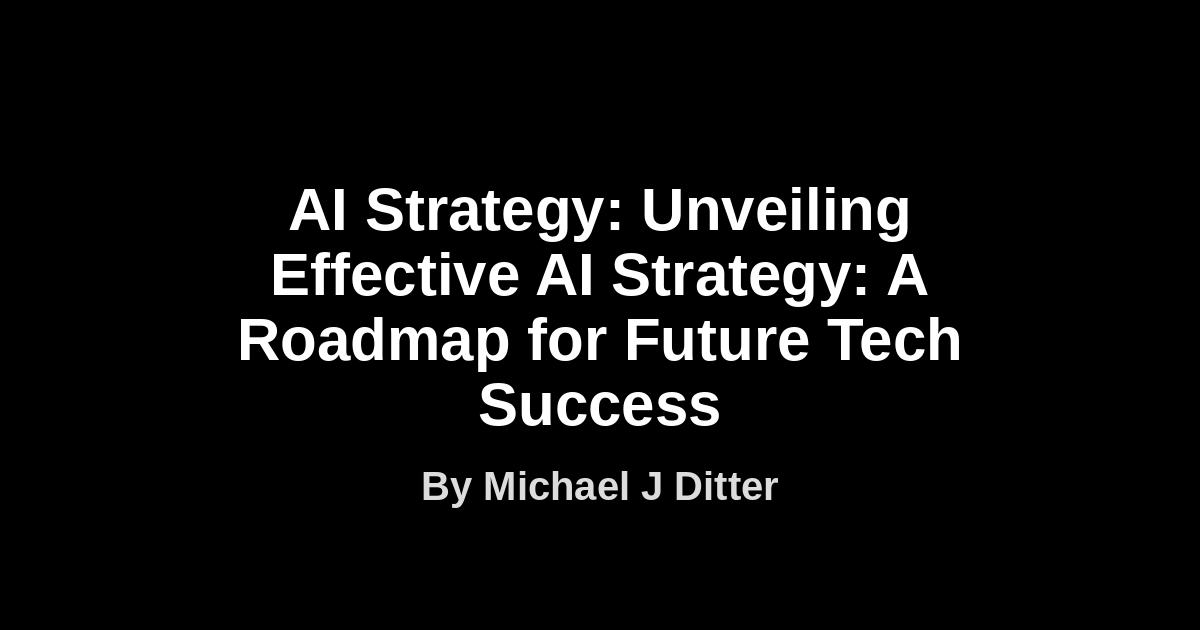 AI Strategy: Unveiling
Effective AI Strategy: A
Roadmap for Future Tech
Success
By Michael J Ditter